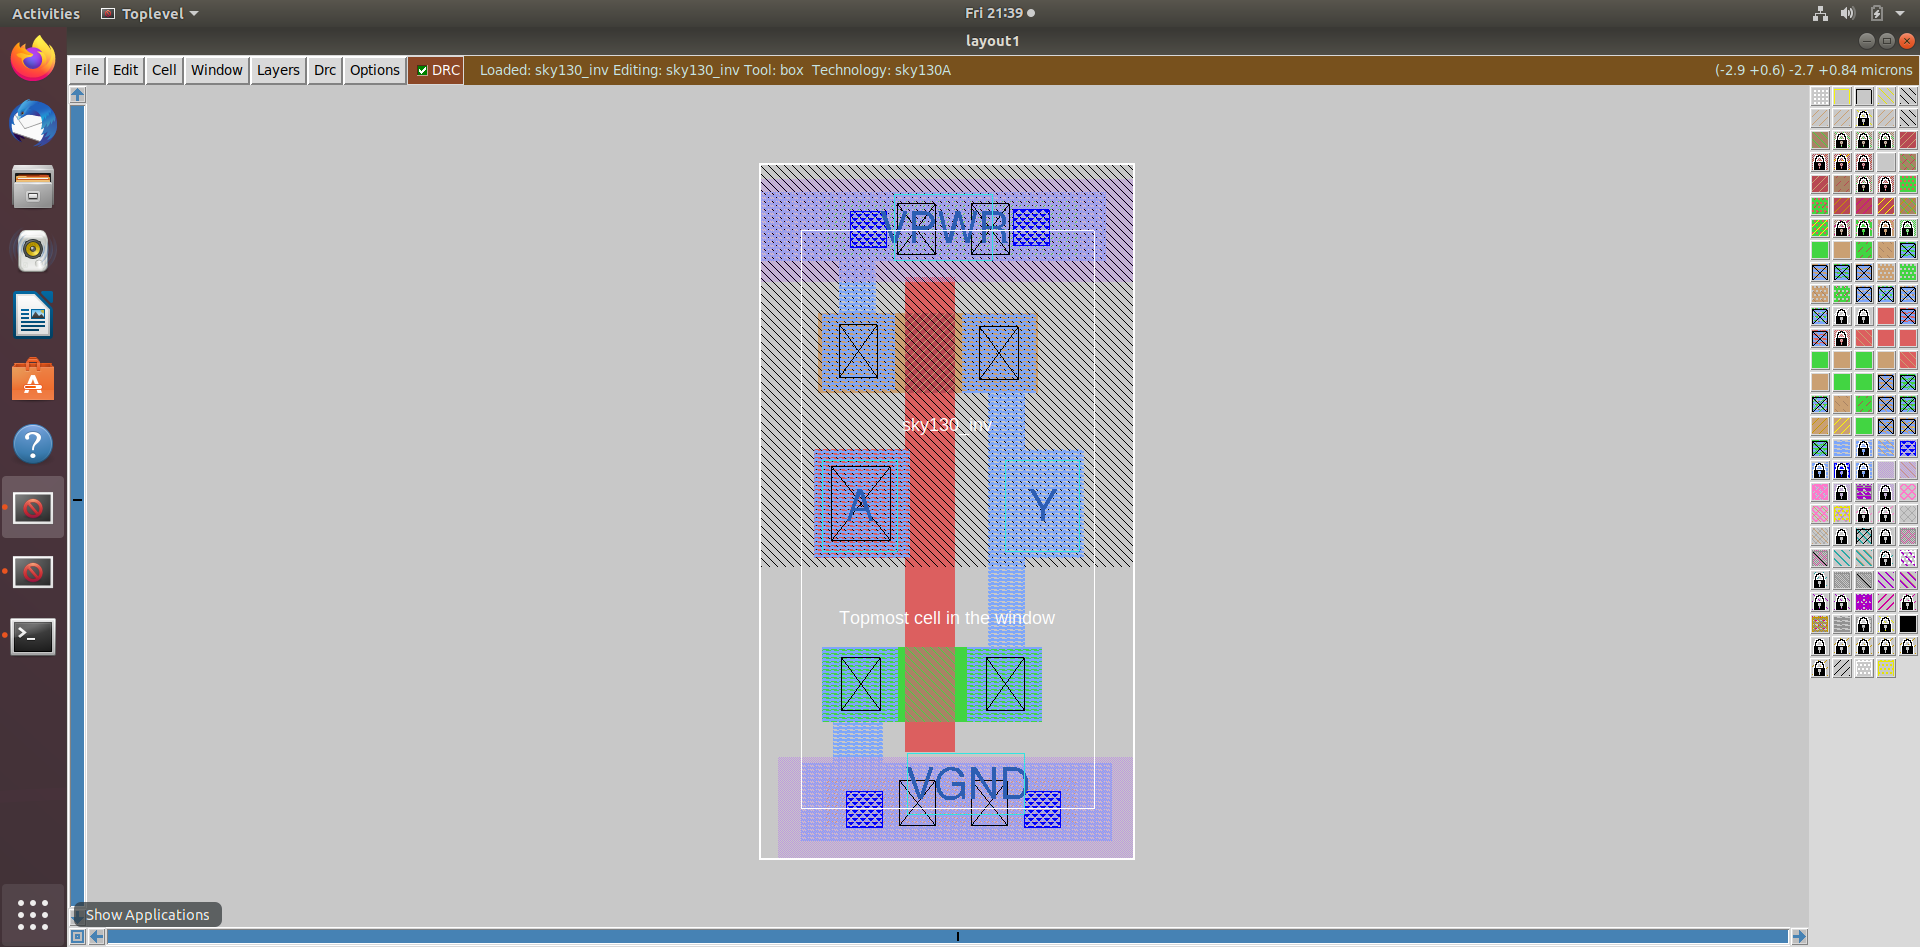 Activities Toplevel Fri 21:39
layout1
File Edit Cell Window Layers Drc Options DRC Loaded: sky130_inv Editing: sky130_inv Tool: box Technology: sky130A (-2.9 +0.6) -2.7 +0.84 microns
VPWR
sky130_inv
A Y
Topmost cell in the window
VGND
Show Applications